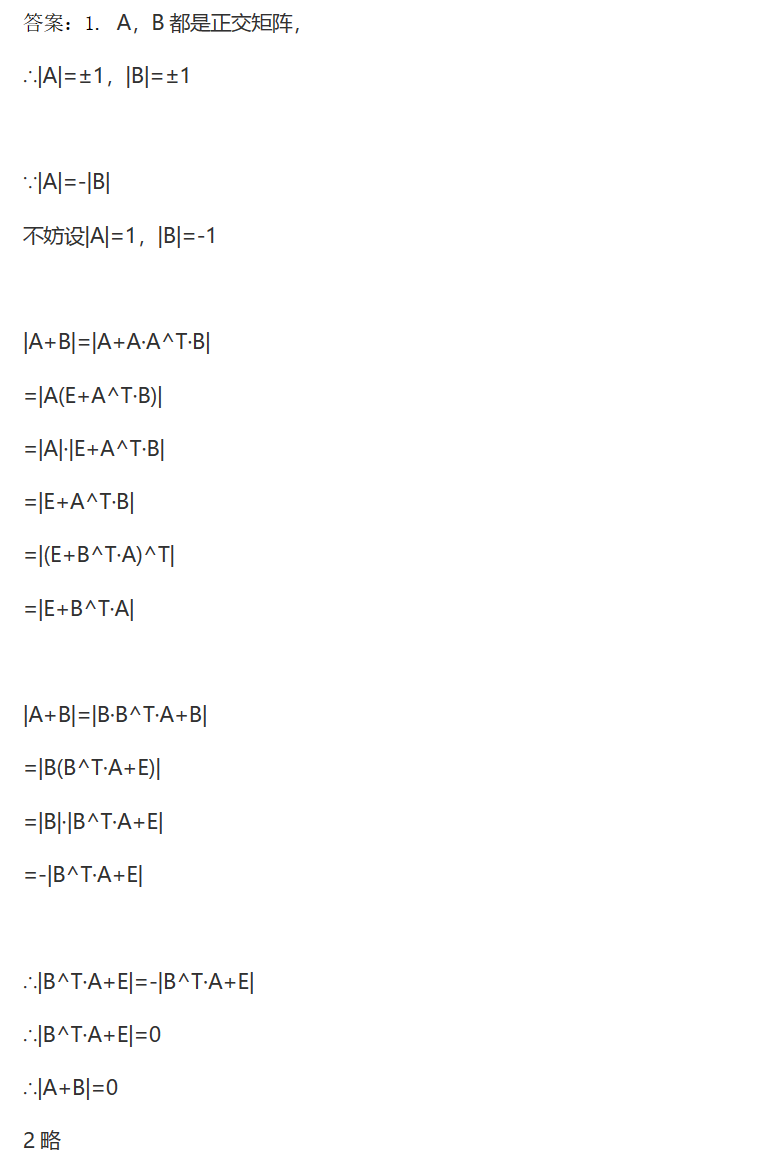 答案：1.   A，B 都是正交矩阵，
∴|A|=±1，|B|=±1
∵|A|=-|B|
不妨设|A|=1，|B|=-1
|A+B|=|A+A·A^T·B|
=|A(E+A^T·B)|
=|A|·|E+A^T·B|
=|E+A^T·B|
=|(E+B^T·A)^T|
=|E+B^T·A|
|A+B|=|B·B^T·A+B|
=|B(B^T·A+E)|
=|B|·|B^T·A+E|
=-|B^T·A+E|
∴|B^T·A+E|=-|B^T·A+E|
∴|B^T·A+E|=0
∴|A+B|=0
2 略